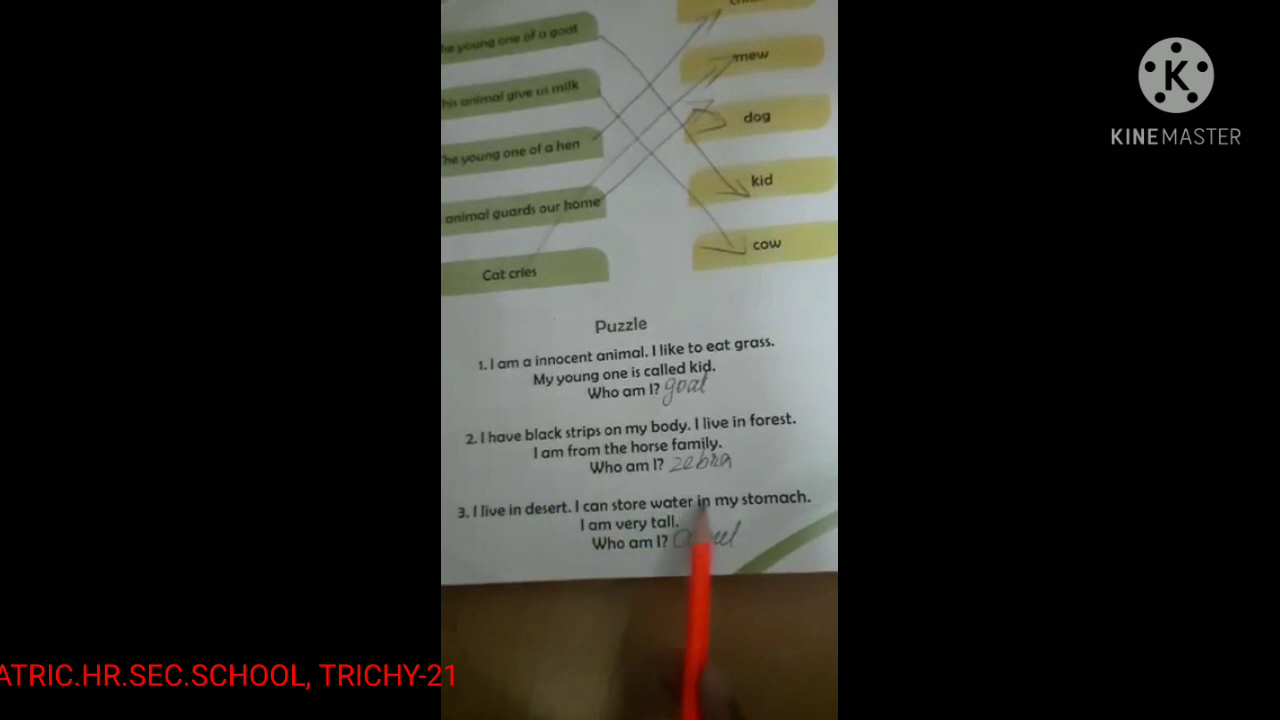 he young one of a goat
his animal give us milk
mew
dog
he young one of a hen
kid
animal guards our home
cow
Cat cries
Puzzle
1. I am a innocent animal. I like to eat grass.
My young one is called kid.
Who am I? goat
2. I have black strips on my body. I live in forest.
I am from the horse family.
Who am I? zebra
3. I live in desert. I can store water in my stomach.
I am very tall.
Who am I?
K
KINEMASTER
ATRIC.HR.SEC.SCHOOL, TRICHY-21